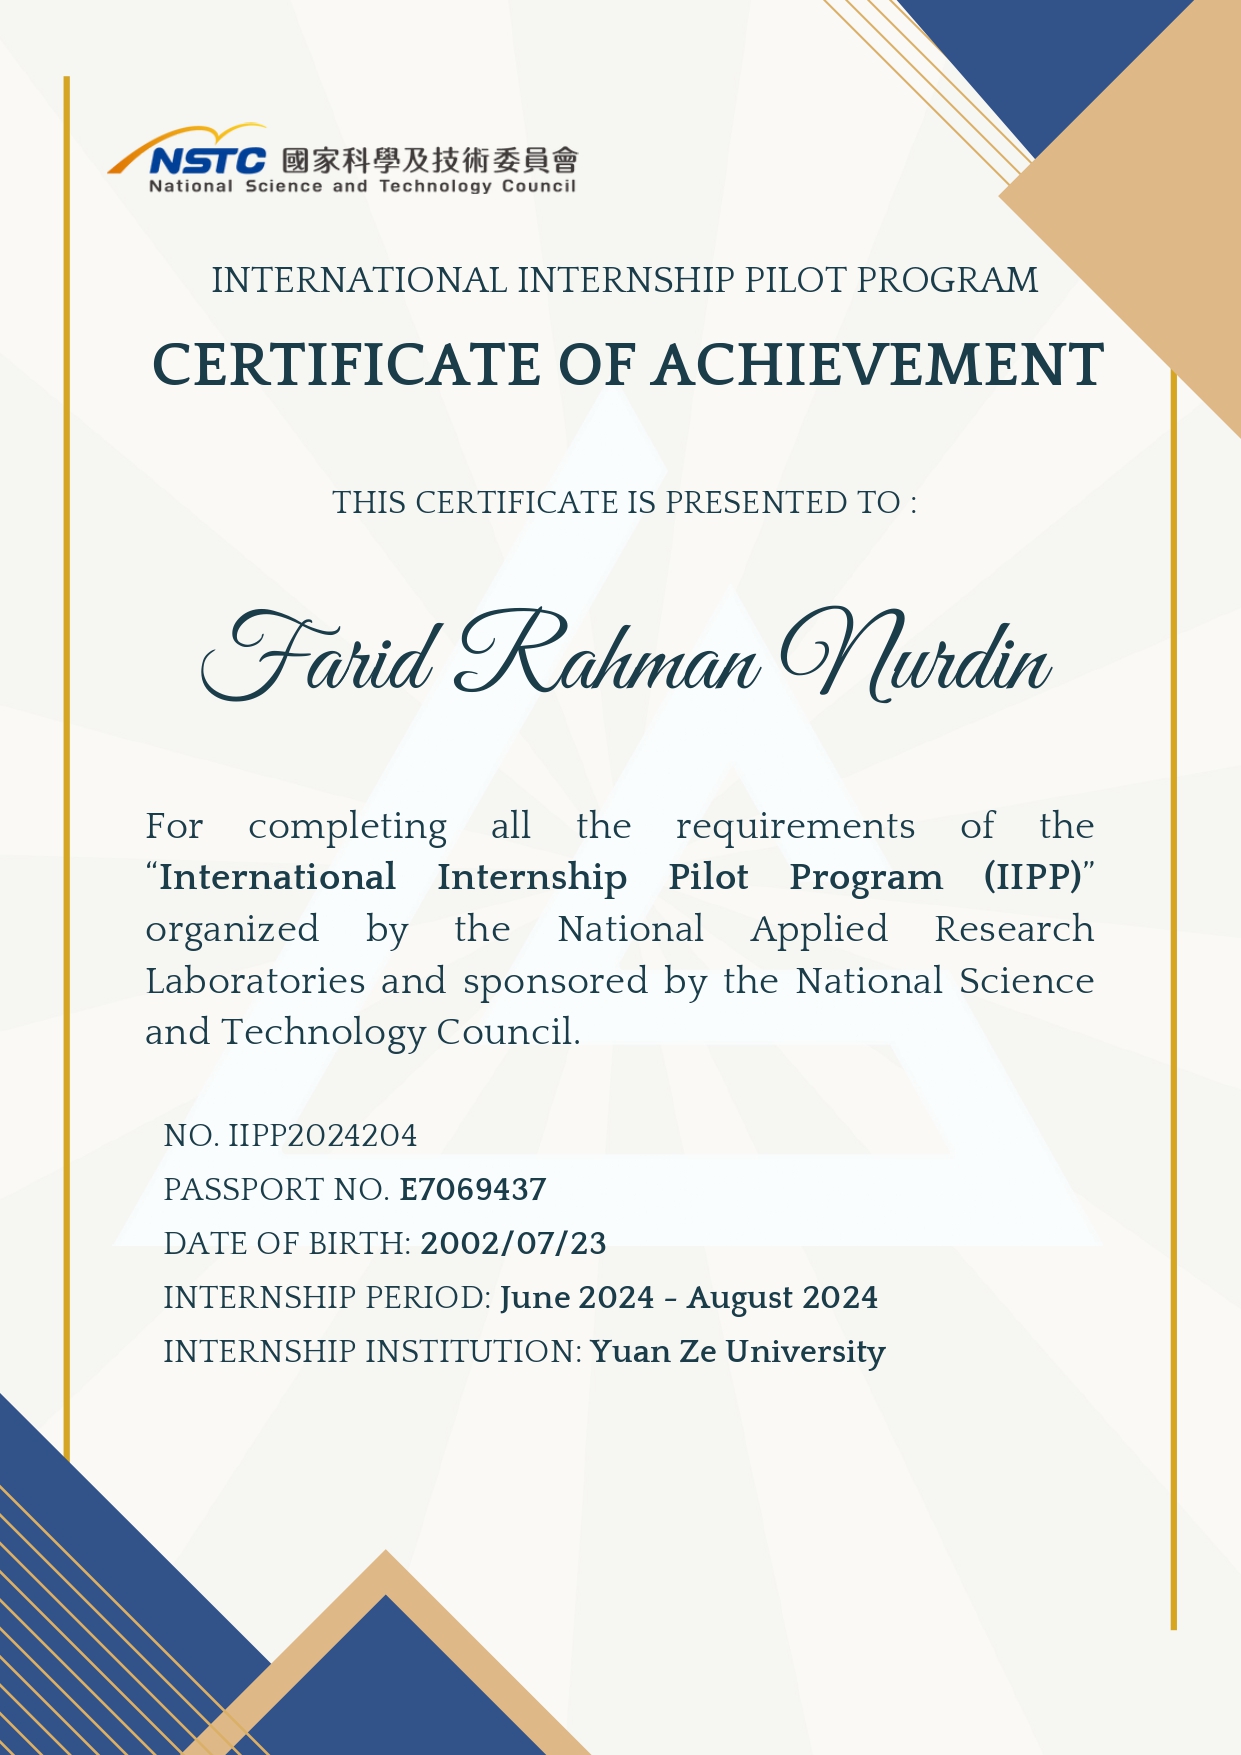 NSTC 國家科學及技術委員會
National Science and Technology Council
INTERNATIONAL INTERNSHIP PILOT PROGRAM
CERTIFICATE OF ACHIEVEMENT
THIS CERTIFICATE IS PRESENTED TO :
Farid Rahman Nurdin
For completing all the requirements of the
“International Internship Pilot Program (IIPP)”
organized by the National Applied Research
Laboratories and sponsored by the National Science
and Technology Council.
NO. IIPP2024204
PASSPORT NO. E7069437
DATE OF BIRTH: 2002/07/23
INTERNSHIP PERIOD: June 2024 - August 2024
INTERNSHIP INSTITUTION: Yuan Ze University